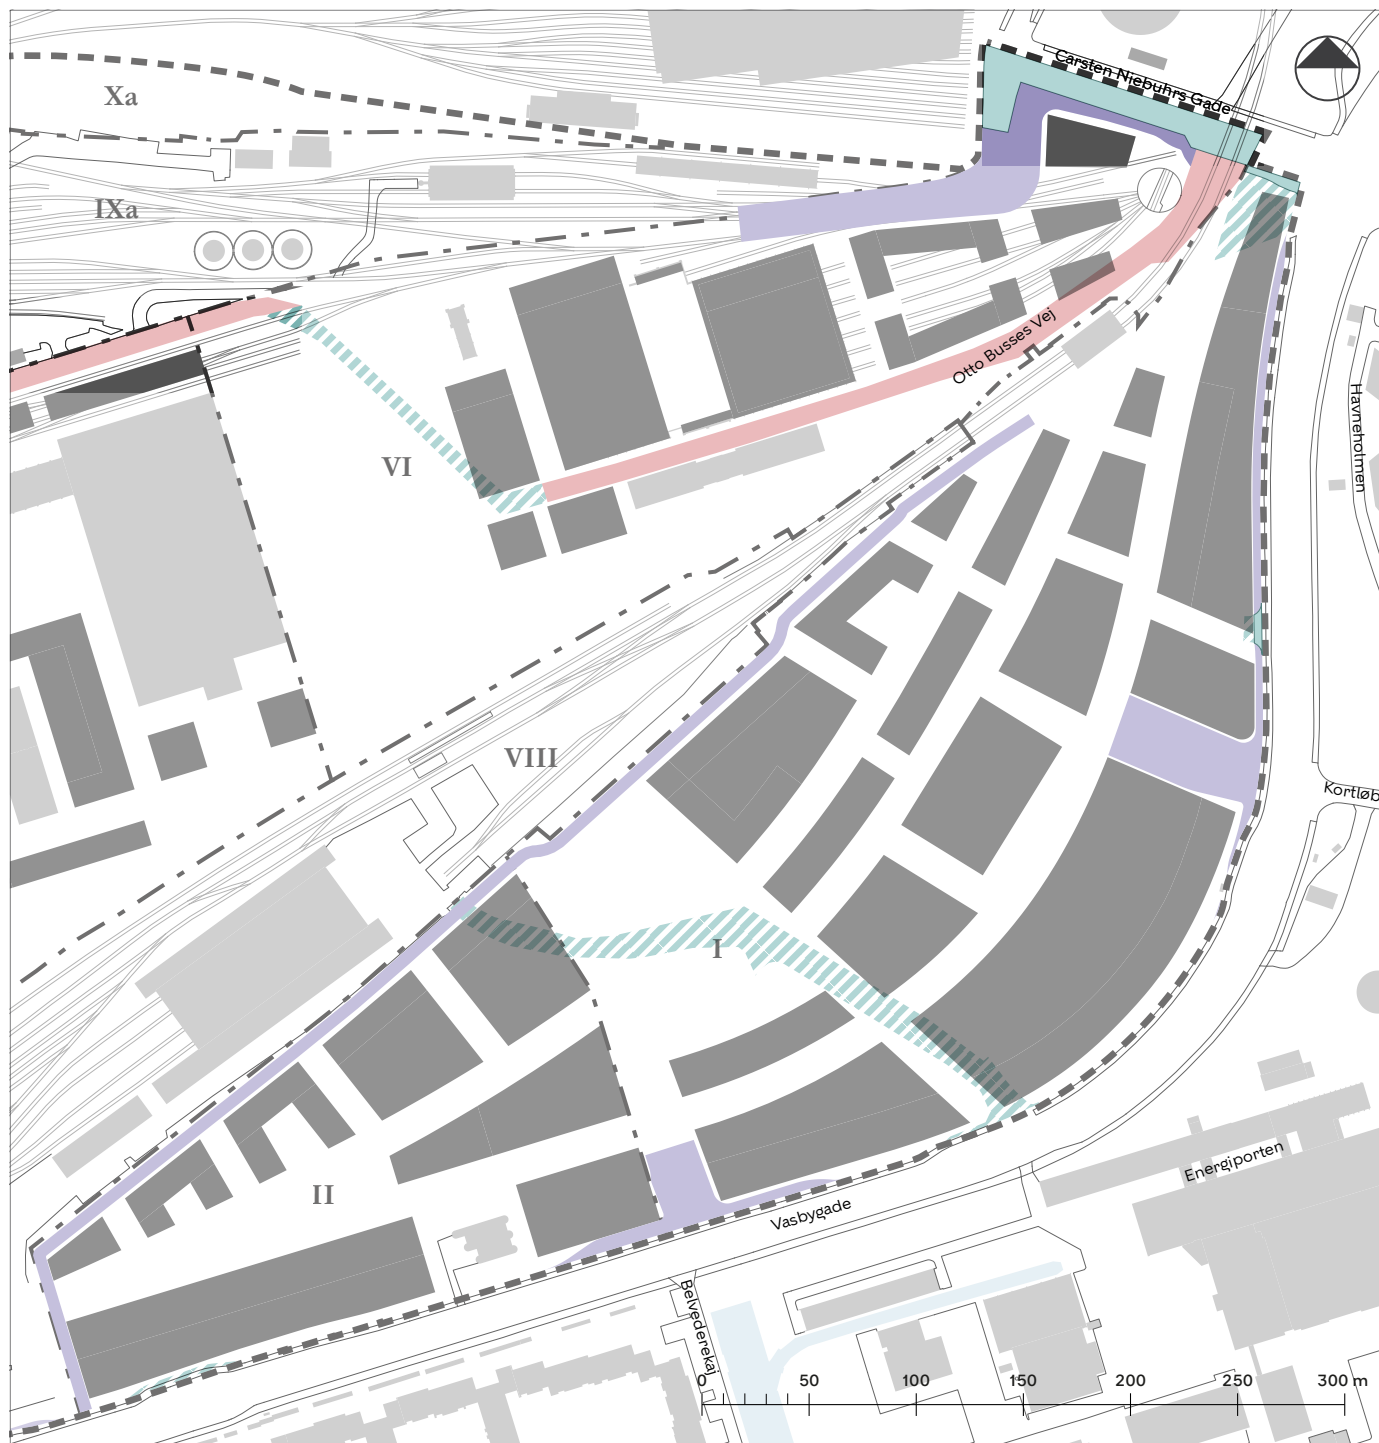 Carsten Niebuhrs Gade
Xa
IXa
Otto Busses Vej
Havneholmen
VI
VIII
Kortløb
I
Energiporten
II
Vasbygade
Belvederekaj
0 50 100 150 200 250 300 m